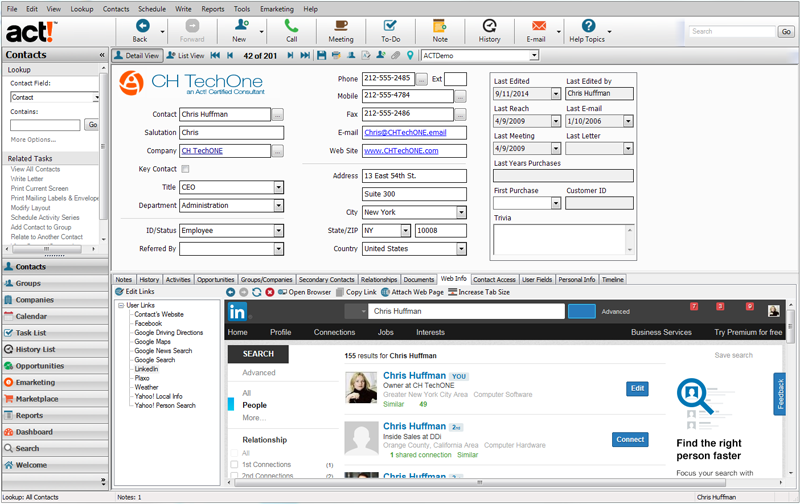 File Edit View Lookup Contacts Schedule Write Reports Tools Emarketing Help
act!
Back
Forward
New
Call
Meeting
To-Do
Note
History
E-mail
Help Topics
Search
Go
Contacts «
Detail View
List View
42 of 201
ACTDemo
Lookup
Contact Field:
Contact
Contains:
Go
More Options...
Related Tasks
View All Contacts
Write Letter
Print Current Screen
Print Mailing Labels & Envelope
Modify Layout
Schedule Activity Series
Add Contact to Group
Relate to Another Contact
Contacts
Groups
Companies
Calendar
Task List
History List
Opportunities
Emarketing
Marketplace
Reports
Dashboard
Search
Welcome
CH TechOne
an Act! Certified Consultant
Contact Chris Huffman
Salutation Chris
Company CH TechONE
Key Contact
Title CEO
Department Administration
ID/Status Employee
Referred By
Phone 212-555-2485 ... Ext
Mobile 212-555-4784 ...
Fax 212-555-2486 ...
E-mail Chris@CHTechONE.email
Web Site www.CHTechONE.com
Address 13 East 54th St.
Suite 300
City New York
State/ZIP NY 10008
Country United States
Last Edited Last Edited by
9/11/2014 Chris Huffman
Last Reach Last E-mail
4/9/2009 1/10/2006
Last Meeting Last Letter
4/9/2009
Last Years Purchases
First Purchase Customer ID
Trivia
Notes History Activities Opportunities Groups/Companies Secondary Contacts Relationships Documents Web Info Contact Access User Fields Personal Info Timeline
Edit Links
Open Browser Copy Link Attach Web Page Increase Tab Size
User Links
Contact's Website
Facebook
Google Driving Directions
Google Maps
Google News Search
Google Search
LinkedIn
Plaxo
Weather
Yahoo! Local Info
Yahoo! Person Search
in
Chris Huffman
Advanced
Home Profile Connections Jobs Interests Business Services Try Premium for free
SEARCH
Advanced
All
People
More...
Relationship
All
1st Connections (1)
2nd Connections (2)
155 results for Chris Huffman
Save search
Chris Huffman YOU
Owner at CH TechONE
Greater New York City Area Computer Software
Similar 49
Edit
Chris Huffman 2nd
Inside Sales at DDi
Orange County, California Area Computer Hardware
1 shared connection Similar
Connect
Chris Huffman
Find the right
person faster
Focus your search with
Feedback
Lookup: All Contacts
Notes: 1
Chris Huffman